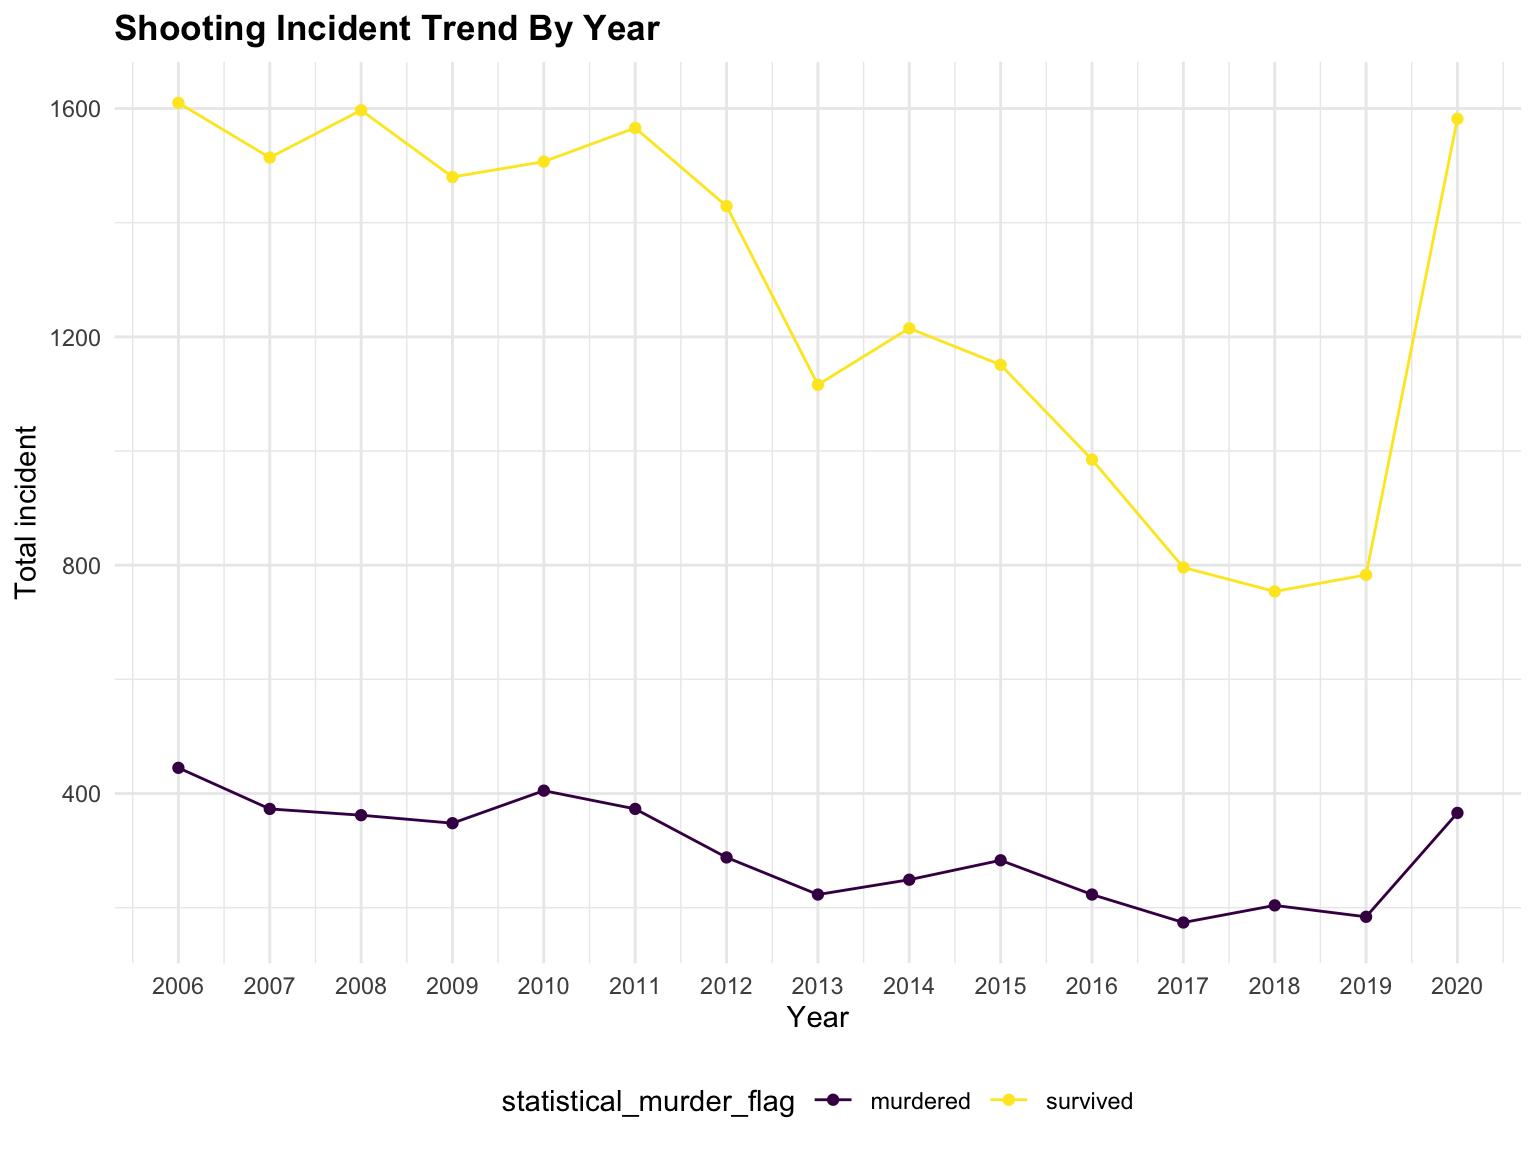 Shooting Incident Trend By Year
Total incident
1600
1200
800
400
2006 2007 2008 2009 2010 2011 2012 2013 2014 2015 2016 2017 2018 2019 2020
Year
statistical_murder_flag murdered survived